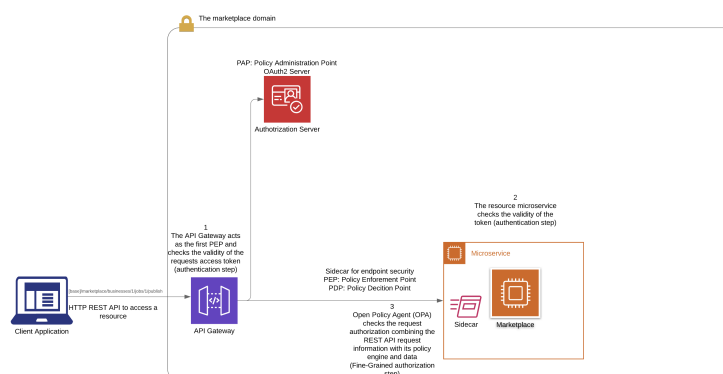 The marketplace domain
PAP: Policy Administration Point
OAuth2 Server
Authotrization Server
2
The resource microservice
checks the validity of the
token (authentication step)
1
The API Gateway acts
as the first PEP and
checks the validity of the
requests access token
(authentication step)
Microservice
Sidecar for endpoint security
PEP: Policy Enforement Point
PDP: Policy Decition Point
HTTP REST API to access a
resource
3
Open Policy Agent (OPA)
checks the request
authorization combining the
REST API request
information with its policy
engine and data
(Fine-Grained authorization
step)
Sidecar
Marketplace
Client Application
API Gateway